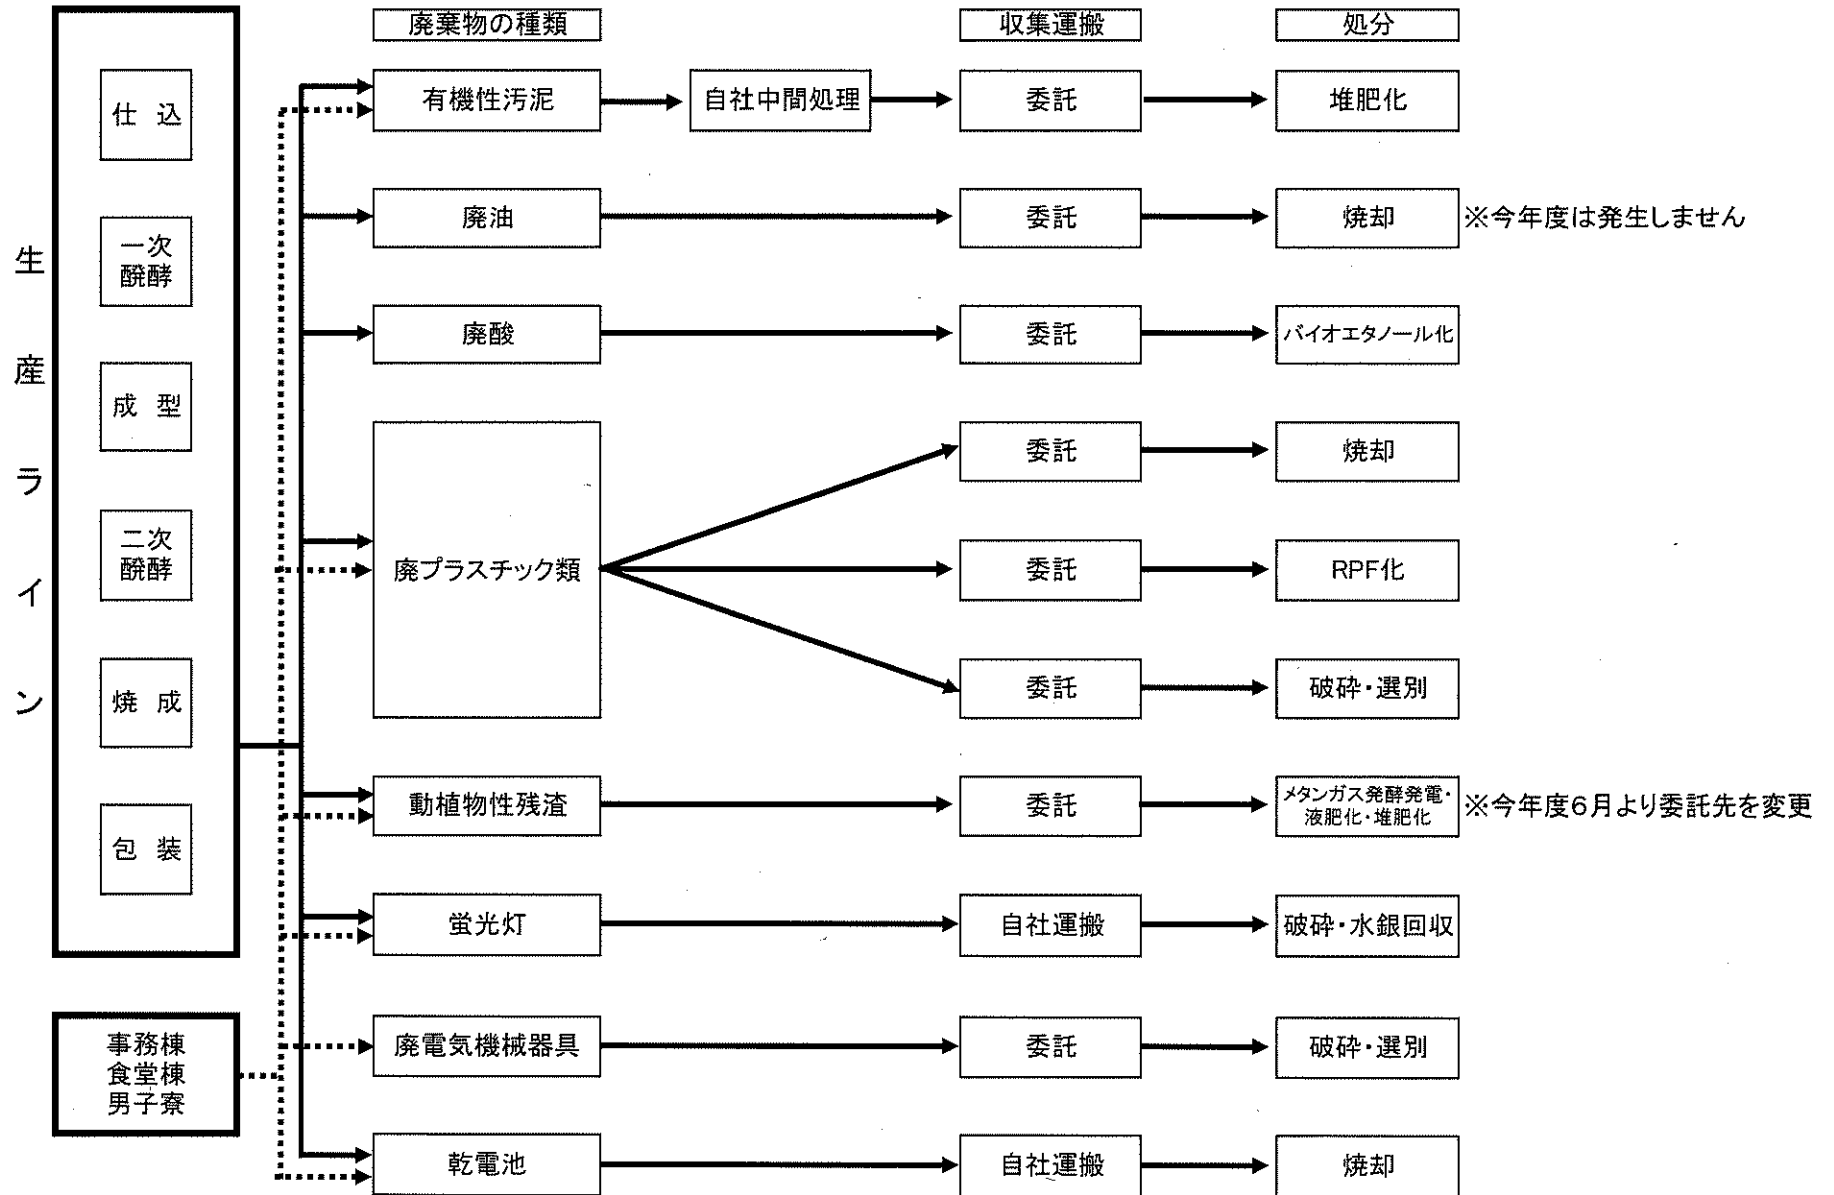 廃棄物の種類
収集運搬
処分
生産ライン
仕 込
一次
醗酵
成 型
二次
醗酵
焼 成
包 装
事務棟
食堂棟
男子寮
有機性汚泥
自社中間処理
委託
堆肥化
廃油
委託
焼却
※今年度は発生しません
廃酸
委託
バイオエタノール化
廃プラスチック類
委託
焼却
委託
RPF化
委託
破砕・選別
動植物性残渣
委託
メタンガス発酵発電・
液肥化・堆肥化
※今年度6月より委託先を変更
蛍光灯
自社運搬
破砕・水銀回収
廃電気機械器具
委託
破砕・選別
乾電池
自社運搬
焼却